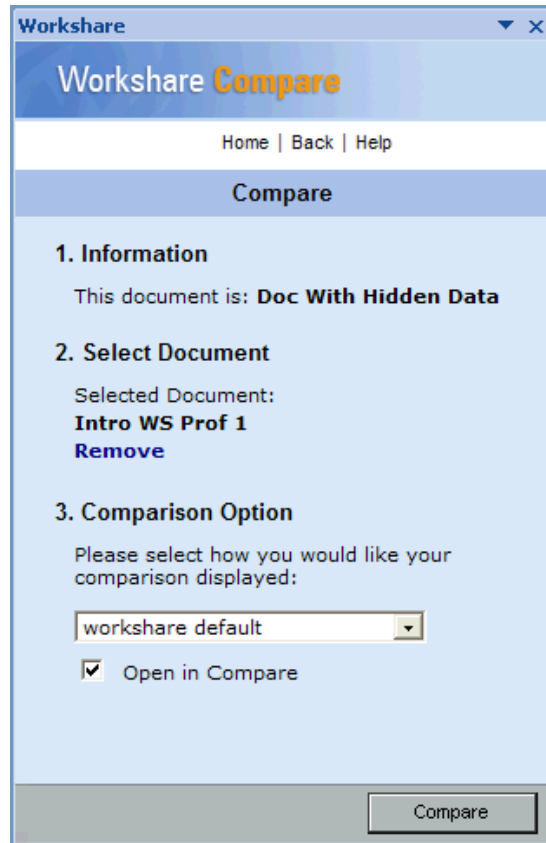 Workshare
Workshare Compare
Home | Back | Help
Compare
1. Information
This document is: Doc With Hidden Data
2. Select Document
Selected Document:
Intro WS Prof 1
Remove
3. Comparison Option
Please select how you would like your
comparison displayed:
workshare default
Open in Compare
Compare